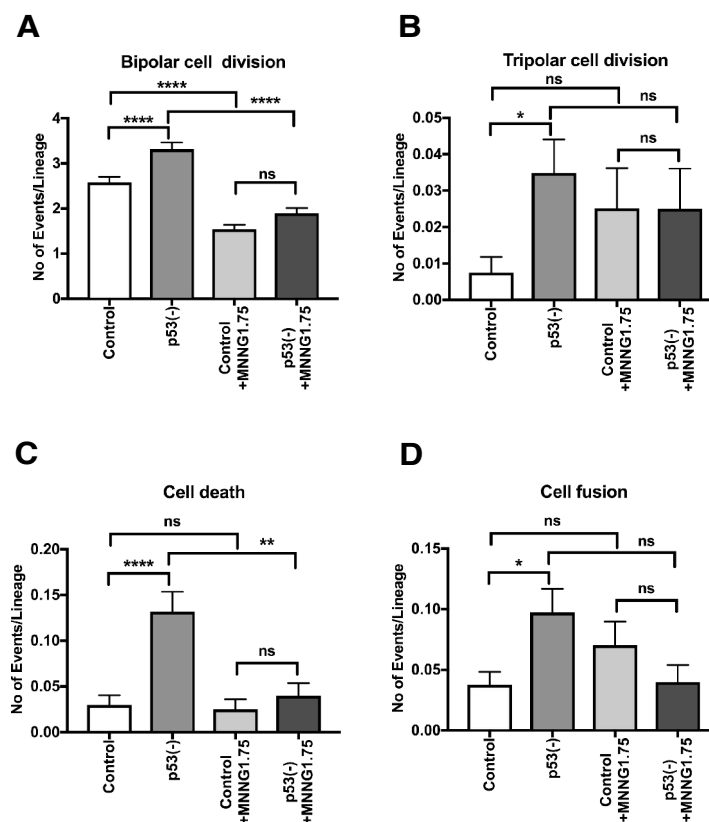 A
Bipolar cell division
****
****
****
ns
No of Events/Lineage
4
3
2
1
0
Control
p53(-)
Control
+MNNG1.75
p53(-)
+MNNG1.75
B
Tripolar cell division
ns
ns
*
ns
No of Events/Lineage
0.05
0.04
0.03
0.02
0.01
0.00
Control
p53(-)
Control
+MNNG1.75
p53(-)
+MNNG1.75
C
Cell death
ns
**
****
ns
No of Events/Lineage
0.20
0.15
0.10
0.05
0.00
Control
p53(-)
Control
+MNNG1.75
p53(-)
+MNNG1.75
D
Cell fusion
ns
ns
*
ns
No of Events/Lineage
0.15
0.10
0.05
0.00
Control
p53(-)
Control
+MNNG1.75
p53(-)
+MNNG1.75